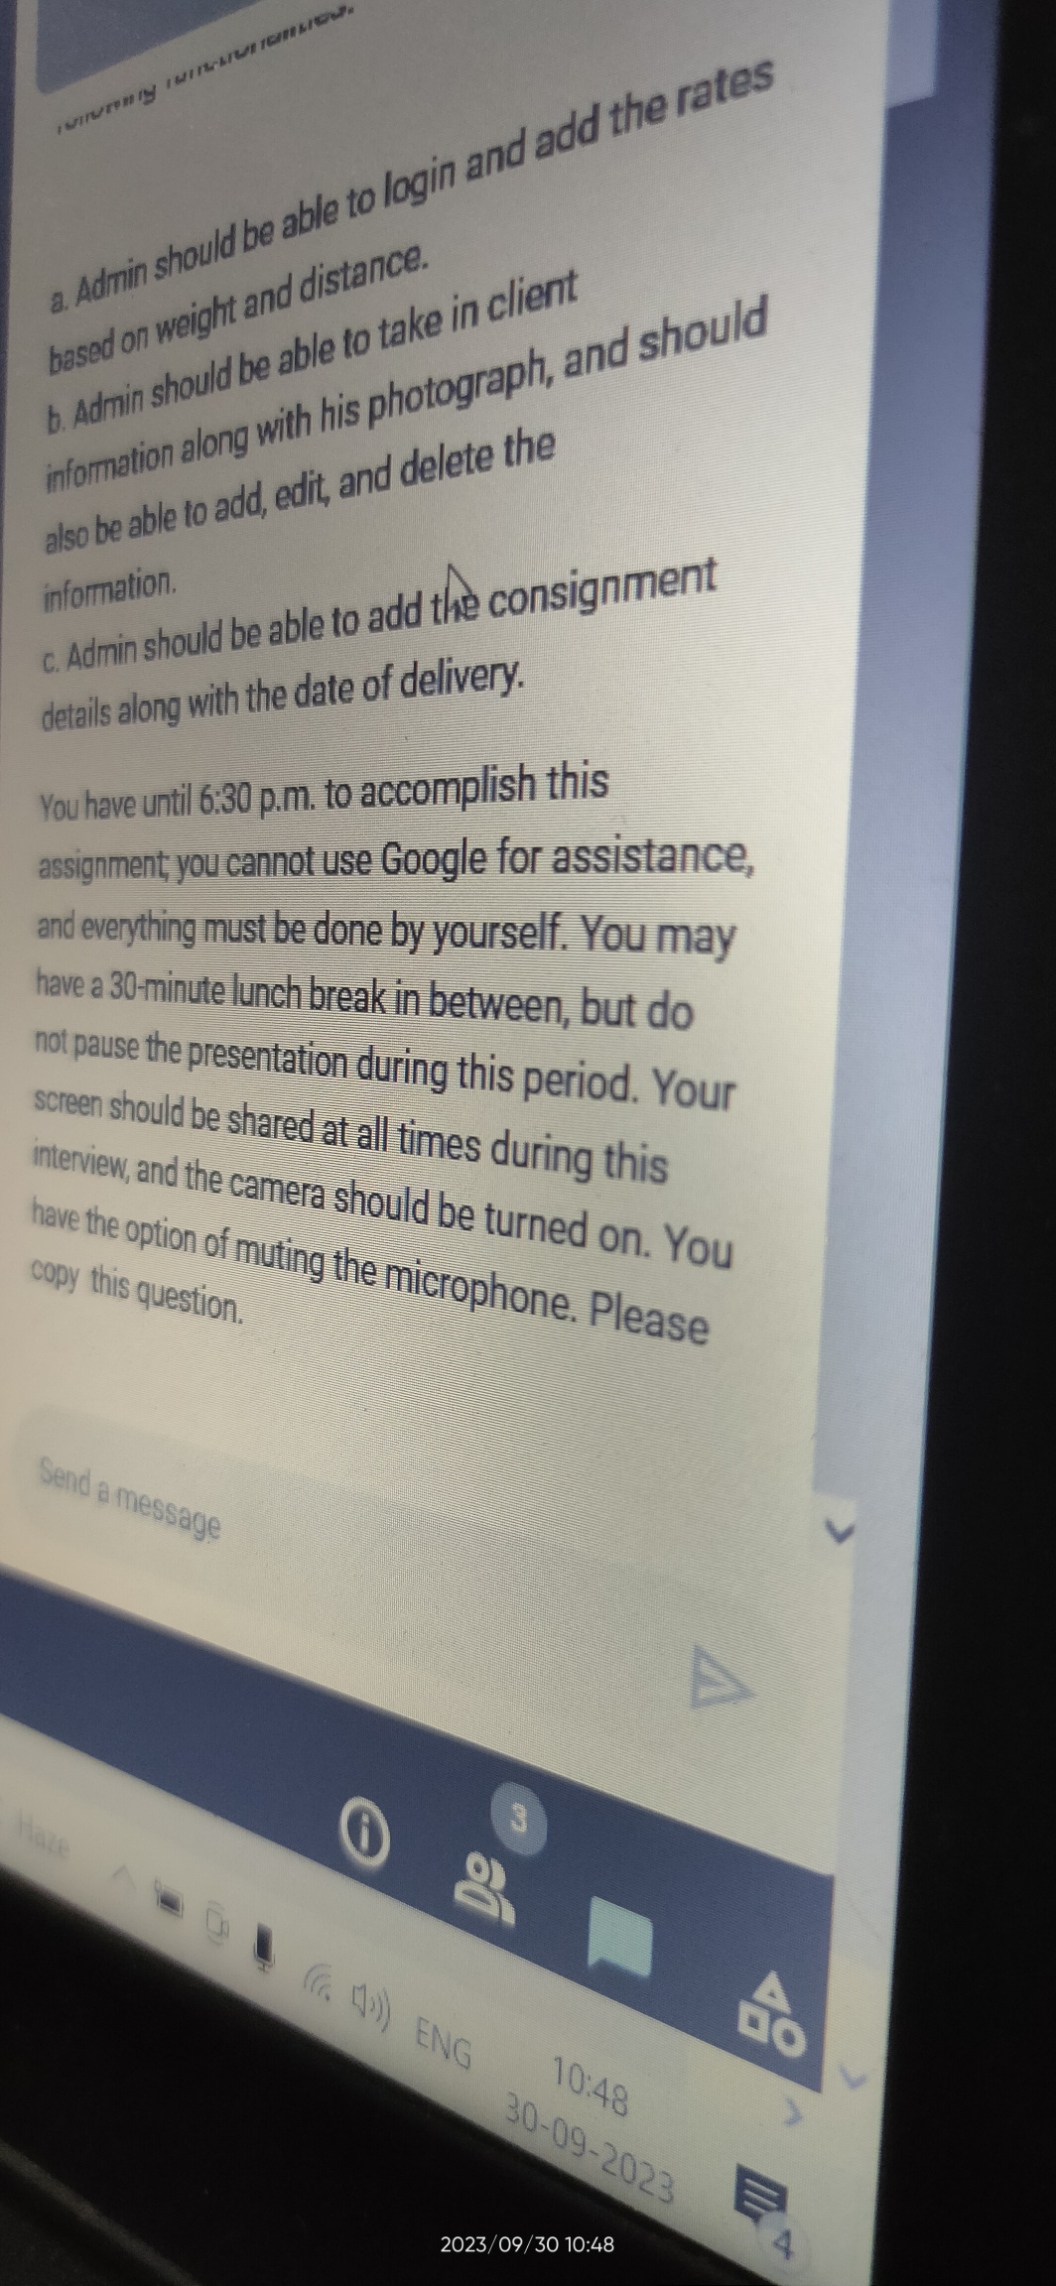 a. Admin should be able to login and add the rates
based on weight and distance.
b. Admin should be able to take in client
information along with his photograph, and should
also be able to add, edit, and delete the
information.
c. Admin should be able to add the consignment
details along with the date of delivery.
You have until 6:30 p.m. to accomplish this
assignment; you cannot use Google for assistance,
and everything must be done by yourself. You may
have a 30-minute lunch break in between, but do
not pause the presentation during this period. Your
screen should be shared at all times during this
interview, and the camera should be turned on. You
have the option of muting the microphone. Please
copy this question.
Send a message
3
Haze
ENG
10:48
30-09-2023
4
2023/09/30 10:48